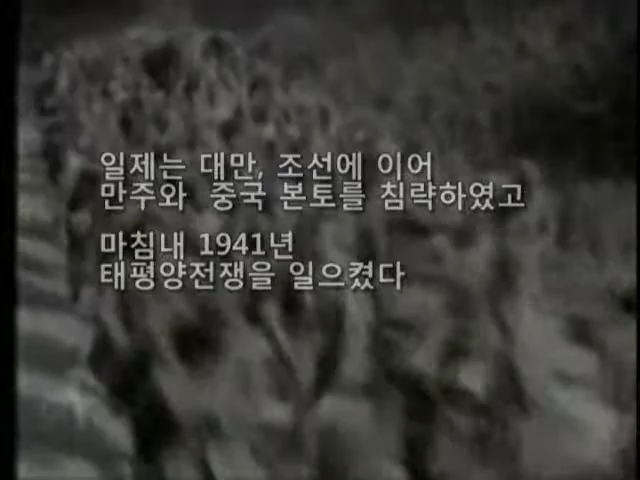 일제는 대만, 조선에 이어
만주와 중국 본토를 침략하였고
마침내 1941년
태평양전쟁을 일으켰다